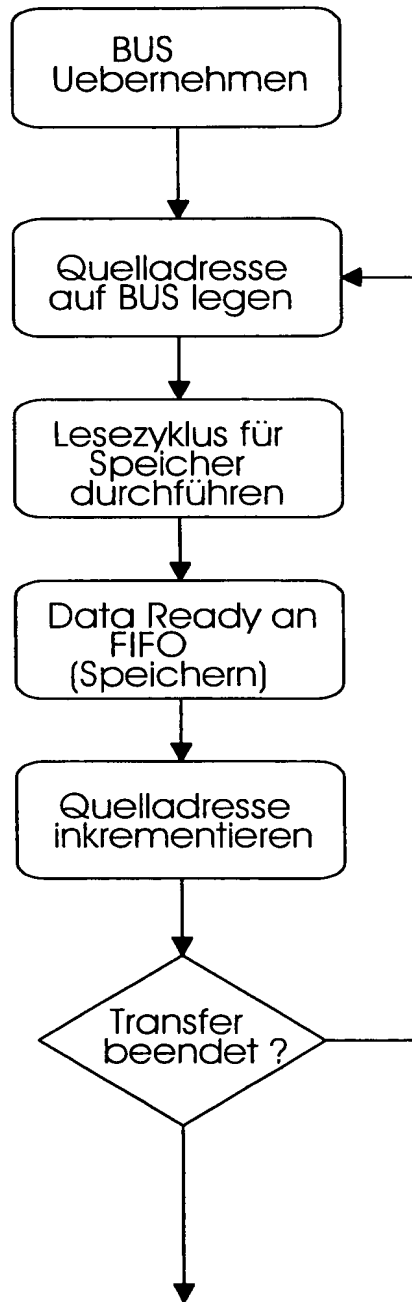 BUS
Uebernehmen
Quelladresse
auf BUS legen
Lesezyklus für
Speicher
durchführen
Data Ready an
FIFO
(Speichern)
Quelladresse
inkrementieren
Transfer
beendet ?